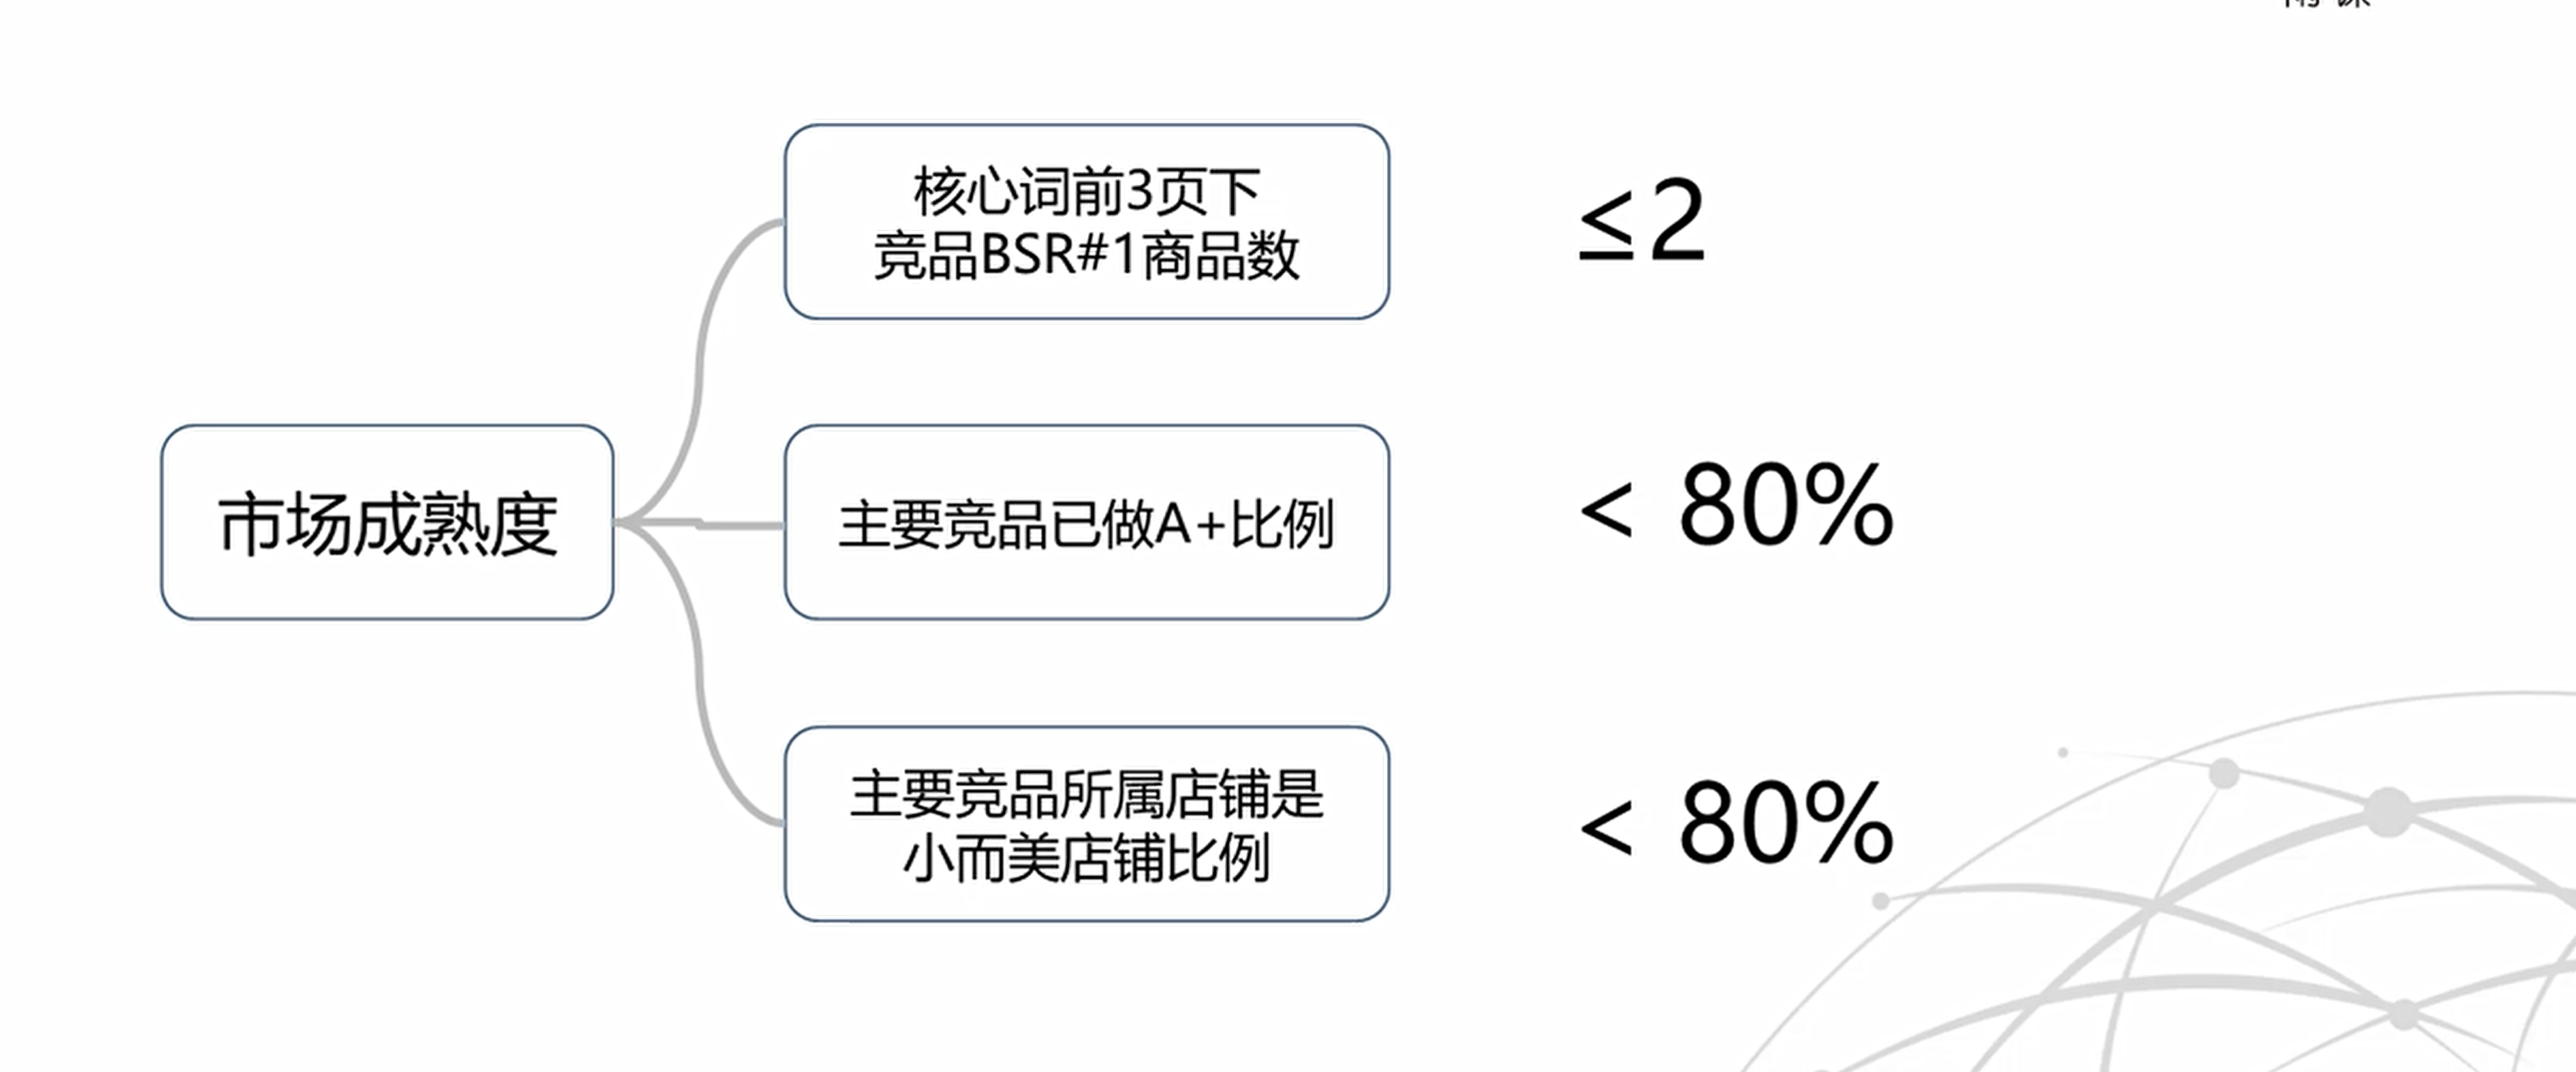 市场成熟度
核心词前3页下
竞品BSR#1商品数
≤2
主要竞品已做A+比例
< 80%
主要竞品所属店铺是
小而美店铺比例
< 80%